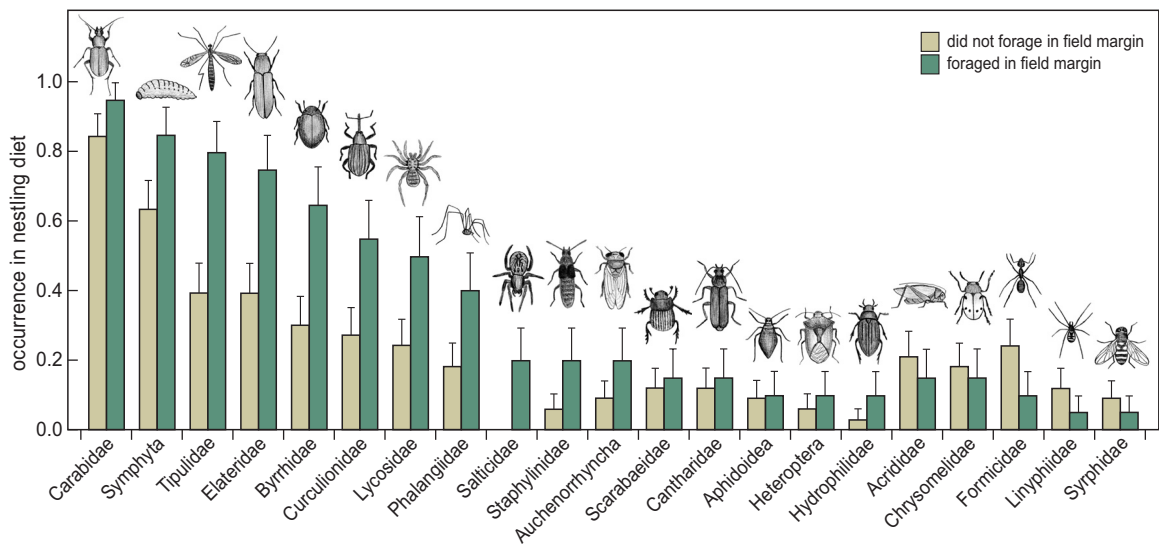 did not forage in field margin
foraged in field margin
occurrence in nestling diet
1.0
0.8
0.6
0.4
0.2
0.0
Carabidae
Symphyta
Tipulidae
Elateridae
Byrrhidae
Curculionidae
Lycosidae
Phalangiidae
Salticidae
Staphylinidae
Auchenorrhyncha
Scarabaeidae
Cantharidae
Aphidoidea
Heteroptera
Hydrophilidae
Acrididae
Chrysomelidae
Formicidae
Linyphiidae
Syrphidae